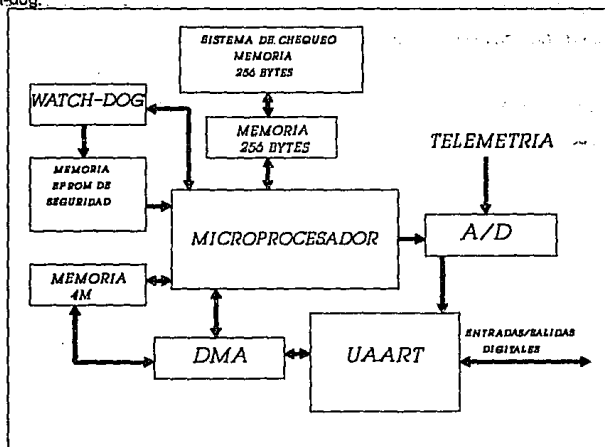 SISTEMA DE CHEQUEO
MEMORIA
256 BYTES
WATCH-DOG
MEMORIA
256 BYTES
TELEMETRIA
MEMORIA
EPROM DE
SEGURIDAD
MICROPROCESADOR
A/D
MEMORIA
4M
DMA
UAART
ENTRADAS/SALIDAS
DIGITALES